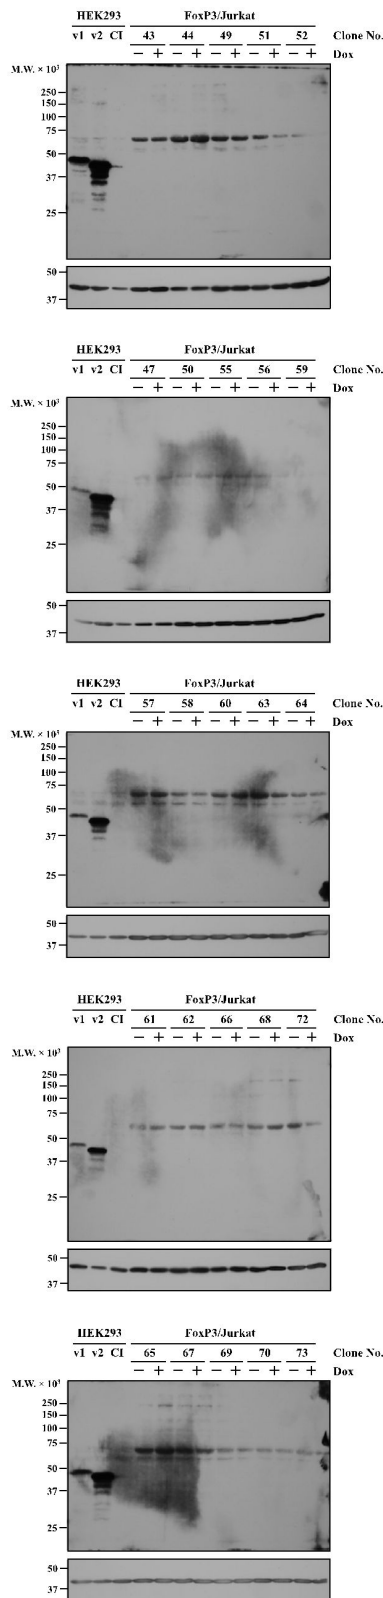 HEK293 FoxP3/Jurkat
v1 v2 CI 43 44 49 51 52 Clone No.
− + − + − + − + − + Dox
M.W. × 10³
250
150
100
75
50
37
25
50
37
HEK293 FoxP3/Jurkat
v1 v2 CI 47 50 55 56 59 Clone No.
− + − + − + − + − + Dox
M.W. × 10³
250
150
100
75
50
37
25
50
37
HEK293 FoxP3/Jurkat
v1 v2 CI 57 58 60 63 64 Clone No.
− + − + − + − + − + Dox
M.W. × 10³
250
150
100
75
50
37
25
50
37
HEK293 FoxP3/Jurkat
v1 v2 CI 61 62 66 68 72 Clone No.
− + − + − + − + − + Dox
M.W. × 10³
250
150
100
75
50
37
25
50
37
HEK293 FoxP3/Jurkat
v1 v2 CI 65 67 69 70 73 Clone No.
− + − + − + − + − + Dox
M.W. × 10³
250
150
100
75
50
37
25
50
37